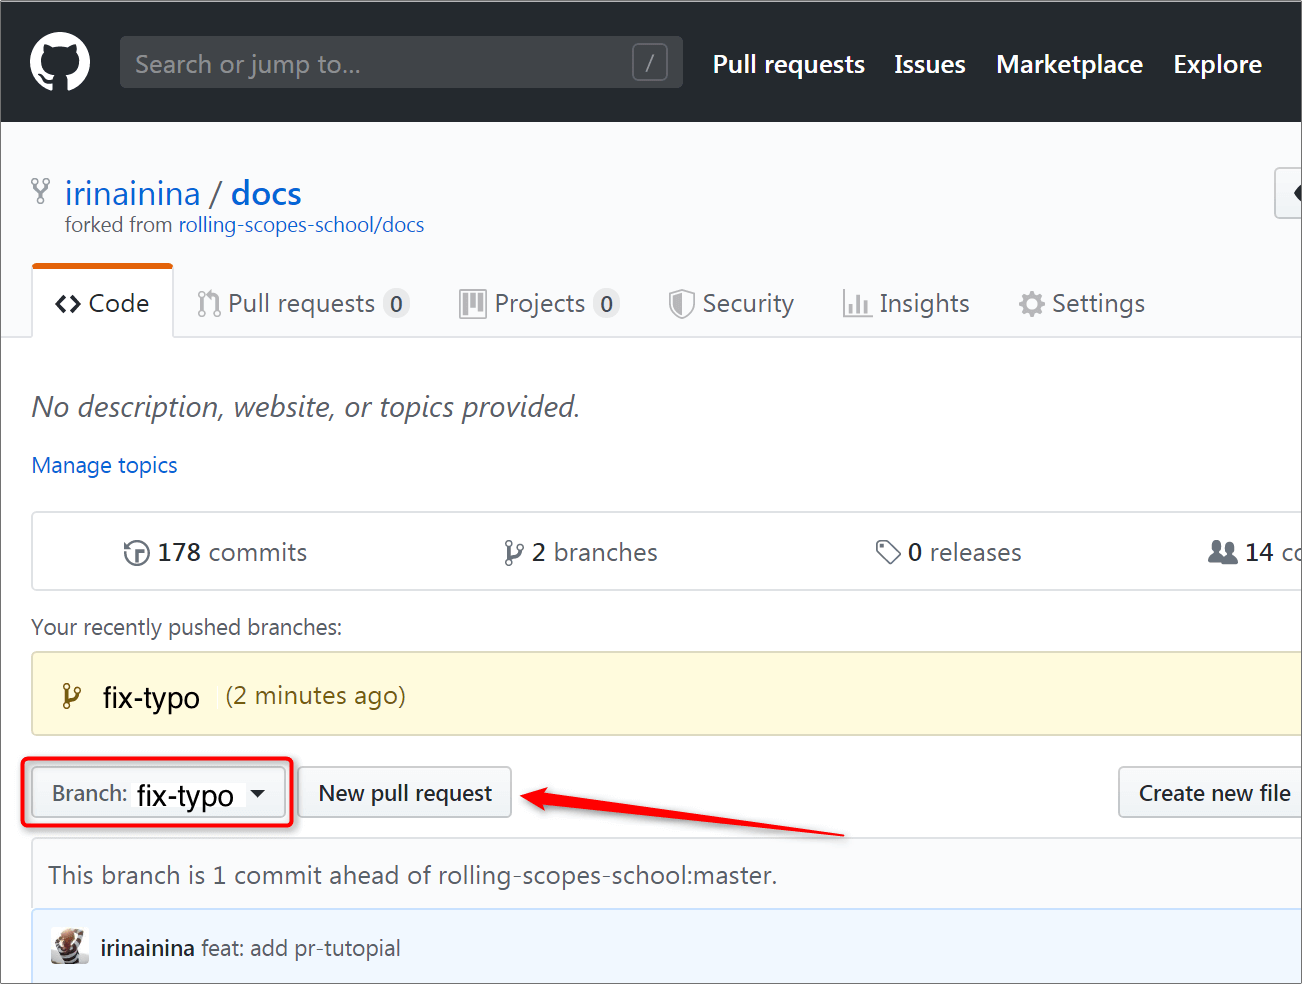 Search or jump to... /
Pull requests Issues Marketplace Explore
irinainina / docs
forked from rolling-scopes-school/docs
Code Pull requests 0 Projects 0 Security Insights Settings
No description, website, or topics provided.
Manage topics
178 commits 2 branches 0 releases 14
Your recently pushed branches:
fix-typo (2 minutes ago)
Branch: fix-typo New pull request Create new file
This branch is 1 commit ahead of rolling-scopes-school:master.
irinainina feat: add pr-tutopial